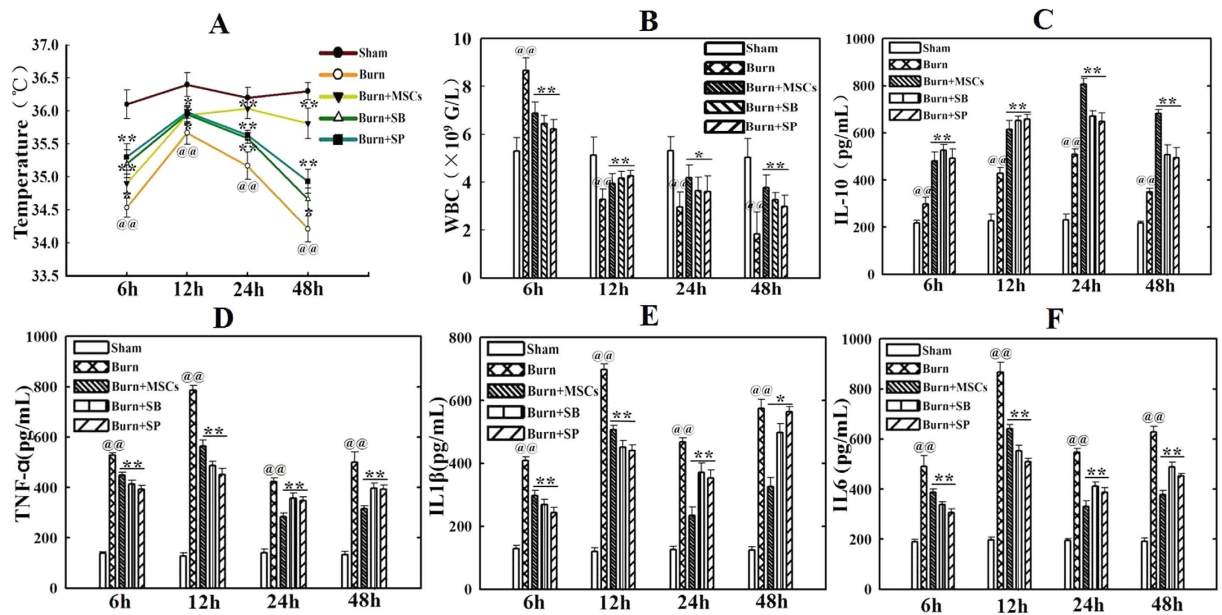 A
Temperature (℃)
37.0
36.5
36.0
35.5
35.0
34.5
34.0
33.5
Sham
Burn
Burn+MSCs
Burn+SB
Burn+SP
**
**
*
@@
*
*
@@
**
**
**
@@
**
**
*
@@
6h 12h 24h 48h
B
WBC (×10⁹ G/L)
10
8
6
4
2
0
Sham
Burn
Burn+MSCs
Burn+SB
Burn+SP
@@ **
@@ **
@@ *
@@ **
6h 12h 24h 48h
C
IL-10 (pg/mL)
1000
800
600
400
200
0
Sham
Burn
Burn+MSCs
Burn+SB
Burn+SP
@@ **
@@ **
@@ **
@@ **
6h 12h 24h 48h
D
TNF-α(pg/mL)
1000
800
600
400
200
0
Sham
Burn
Burn+MSCs
Burn+SB
Burn+SP
@@ **
@@ **
@@ **
@@ **
6h 12h 24h 48h
E
IL1β(pg/mL)
800
600
400
200
0
Sham
Burn
Burn+MSCs
Burn+SB
Burn+SP
@@ **
@@ **
@@ **
@@ *
6h 12h 24h 48h
F
IL6 (pg/mL)
1000
800
600
400
200
0
Sham
Burn
Burn+MSCs
Burn+SB
Burn+SP
@@ **
@@ **
@@ **
@@ **
6h 12h 24h 48h